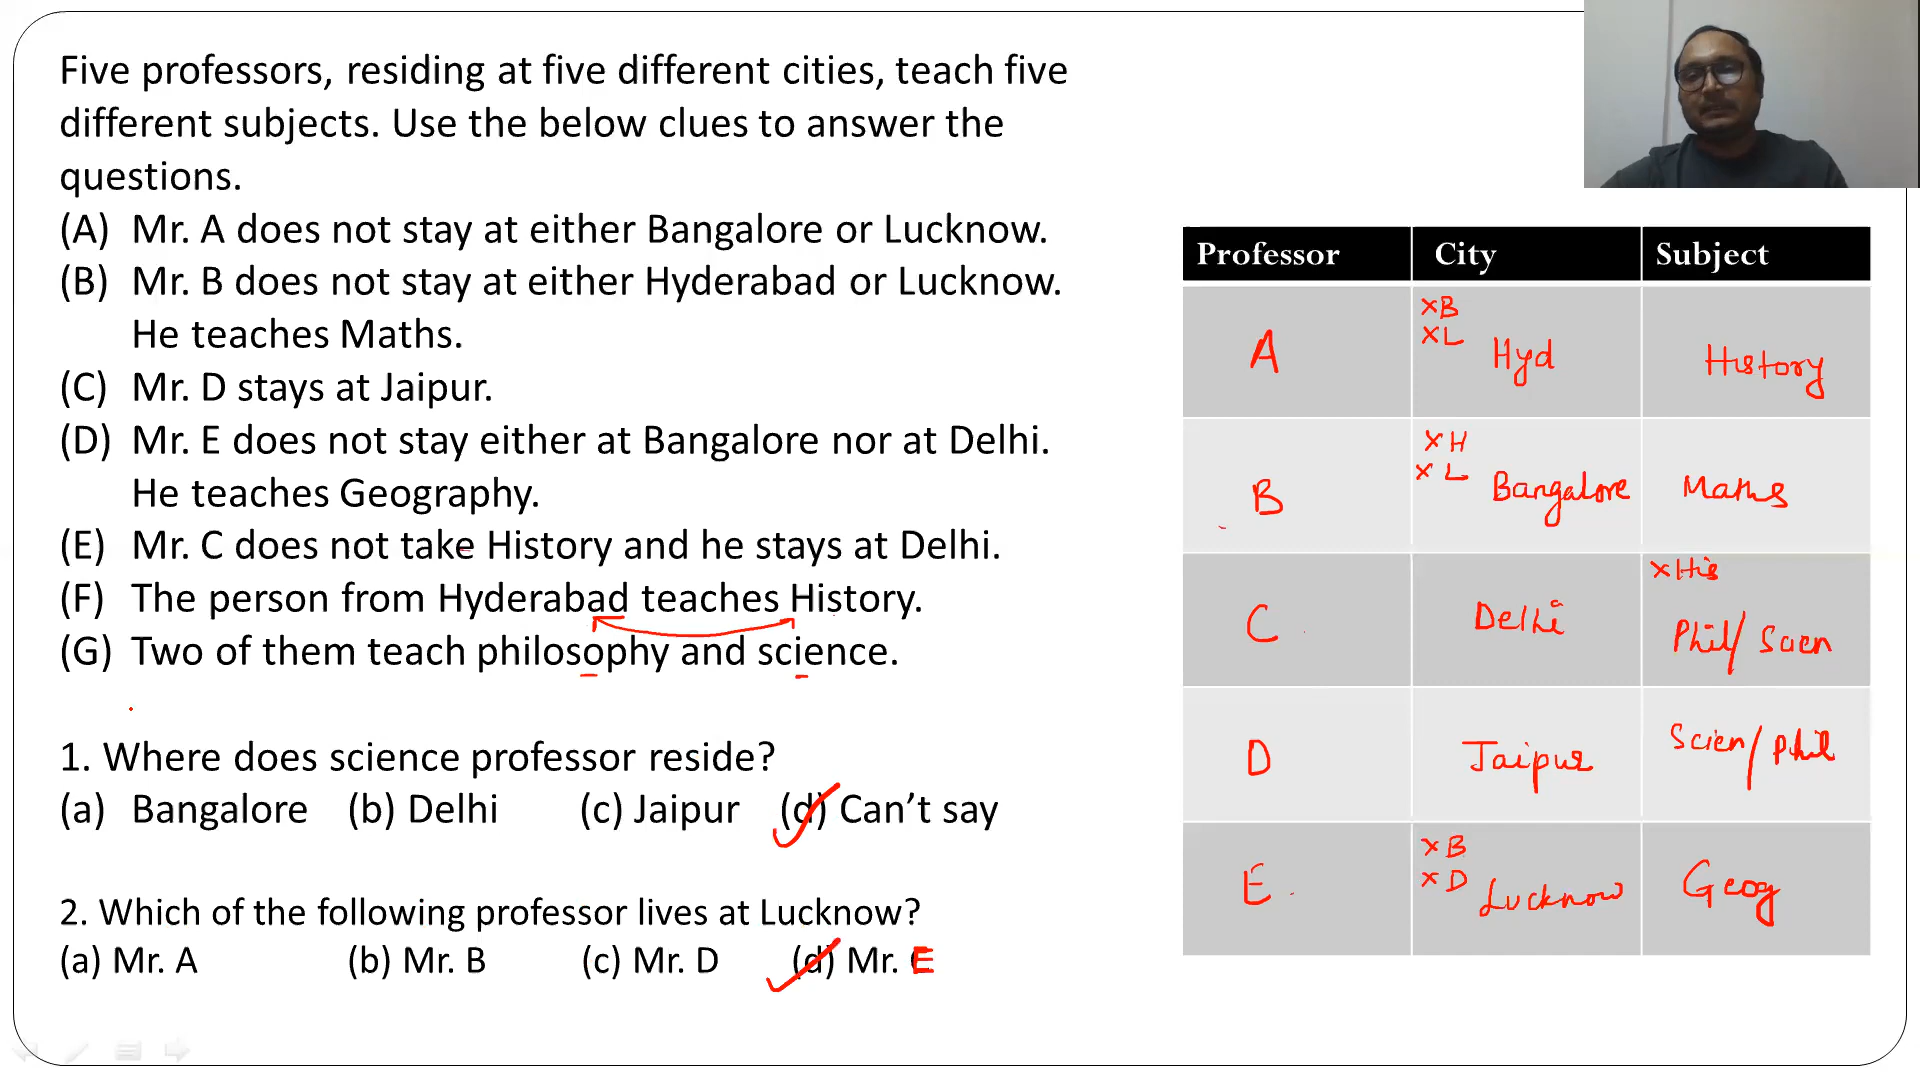 Five professors, residing at five different cities, teach five
different subjects. Use the below clues to answer the
questions.
(A) Mr. A does not stay at either Bangalore or Lucknow.
(B) Mr. B does not stay at either Hyderabad or Lucknow.
He teaches Maths.
(C) Mr. D stays at Jaipur.
(D) Mr. E does not stay either at Bangalore nor at Delhi.
He teaches Geography.
(E) Mr. C does not take History and he stays at Delhi.
(F) The person from Hyderabad teaches History.
(G) Two of them teach philosophy and science.
1. Where does science professor reside?
(a) Bangalore (b) Delhi (c) Jaipur (d) Can’t say
2. Which of the following professor lives at Lucknow?
(a) Mr. A (b) Mr. B (c) Mr. D (d) Mr. E
Professor City Subject
×B
×L
A Hyd History
×H
×L
B Bangalore Maths
×His
C Delhi Phil/ Scien
D Jaipur Scien/Phil
×B
×D
E Lucknow Geog